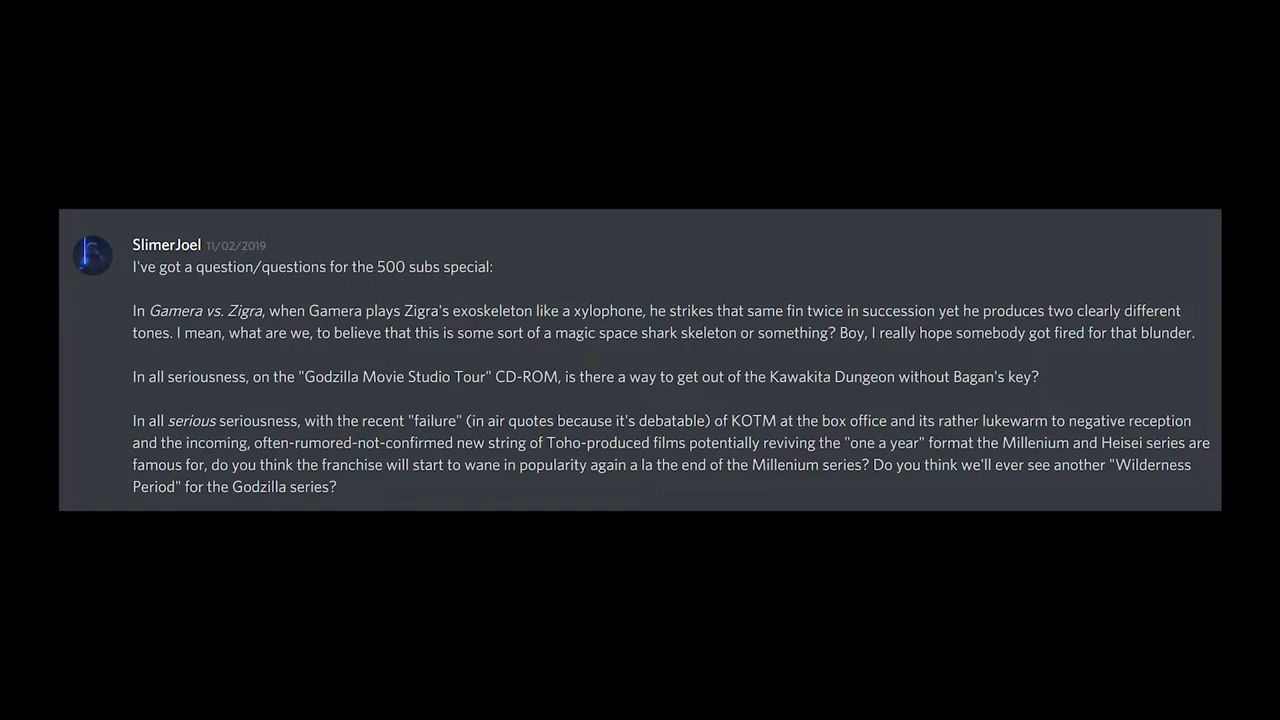 SlimerJoel 11/02/2019
I've got a question/questions for the 500 subs special:
In Gamera vs. Zigra, when Gamera plays Zigra's exoskeleton like a xylophone, he strikes that same fin twice in succession yet he produces two clearly different
tones. I mean, what are we, to believe that this is some sort of a magic space shark skeleton or something? Boy, I really hope somebody got fired for that blunder.
In all seriousness, on the "Godzilla Movie Studio Tour" CD-ROM, is there a way to get out of the Kawakita Dungeon without Bagan's key?
In all serious seriousness, with the recent "failure" (in air quotes because it's debatable) of KOTM at the box office and its rather lukewarm to negative reception
and the incoming, often-rumored-not-confirmed new string of Toho-produced films potentially reviving the "one a year" format the Millenium and Heisei series are
famous for, do you think the franchise will start to wane in popularity again a la the end of the Millenium series? Do you think we'll ever see another "Wilderness
Period" for the Godzilla series?